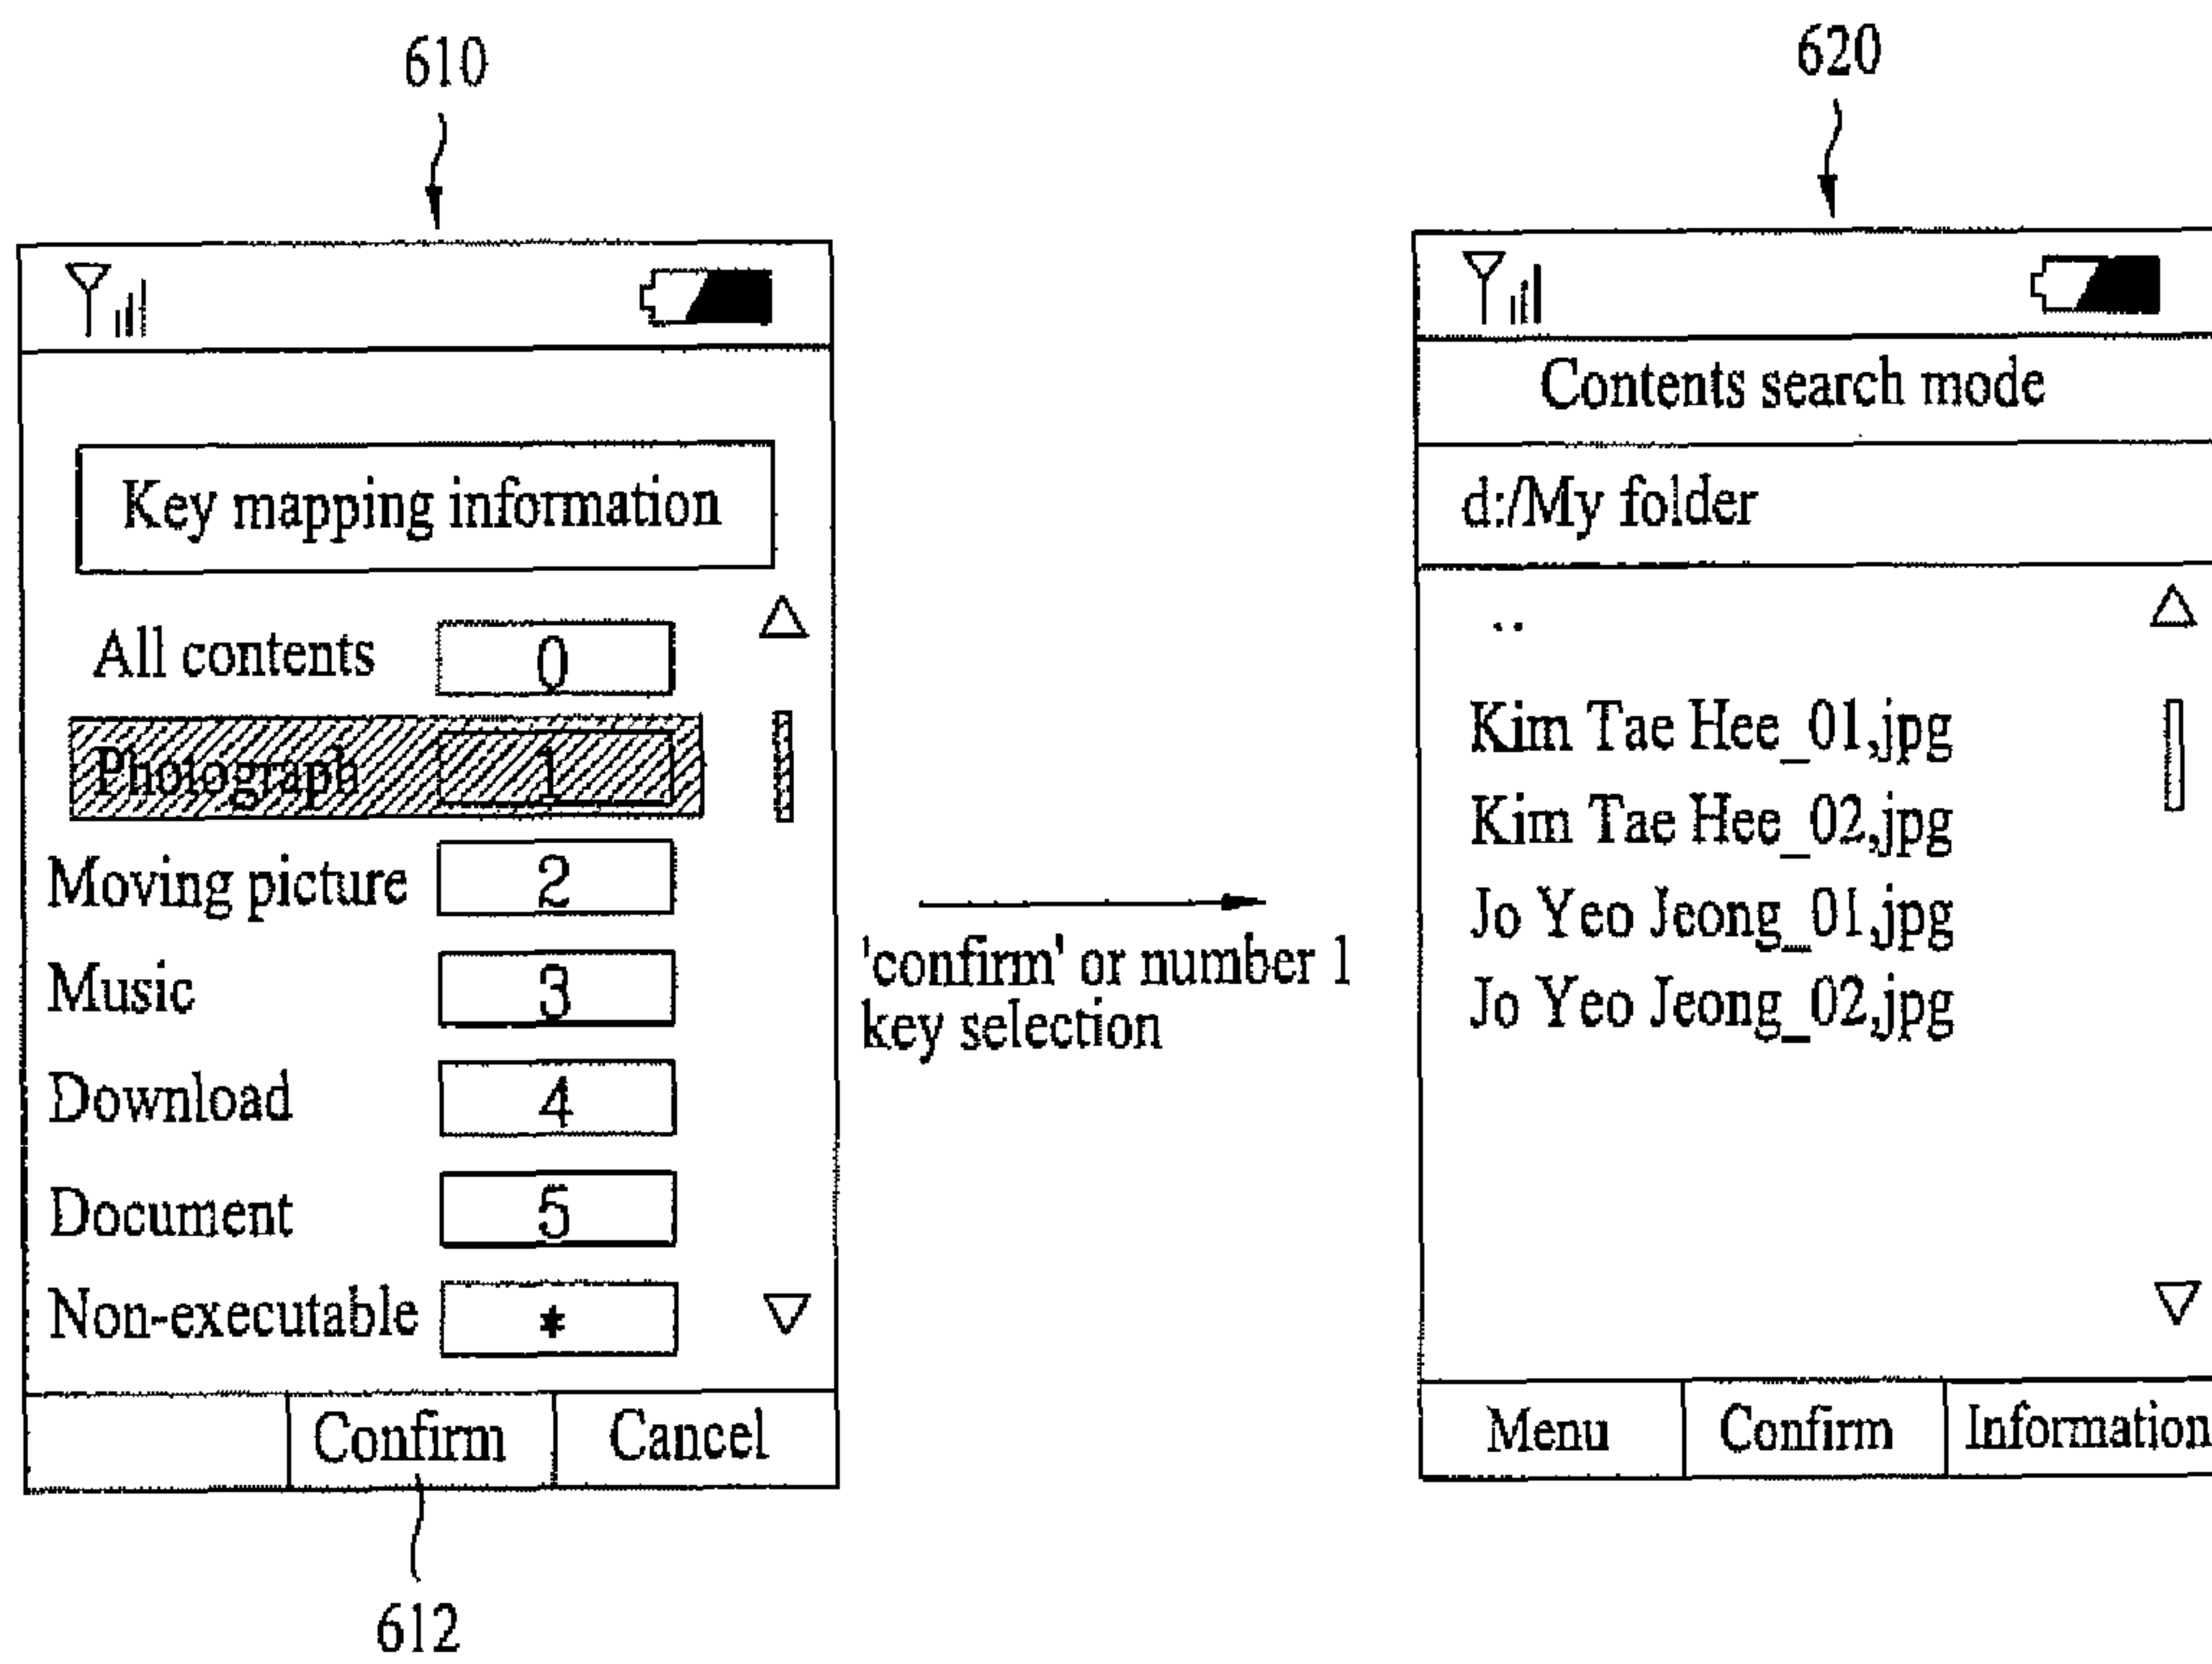 610
Key mapping information
All contents 0
Photograph 1
Moving picture 2
Music 3
Download 4
Document 5
Non-executable *
Confirm Cancel
612
'confirm' or number 1
key selection
620
Contents search mode
d:/My folder
..
Kim Tae Hee_01,jpg
Kim Tae Hee_02,jpg
Jo Yeo Jeong_01,jpg
Jo Yeo Jeong_02,jpg
Menu Confirm Information